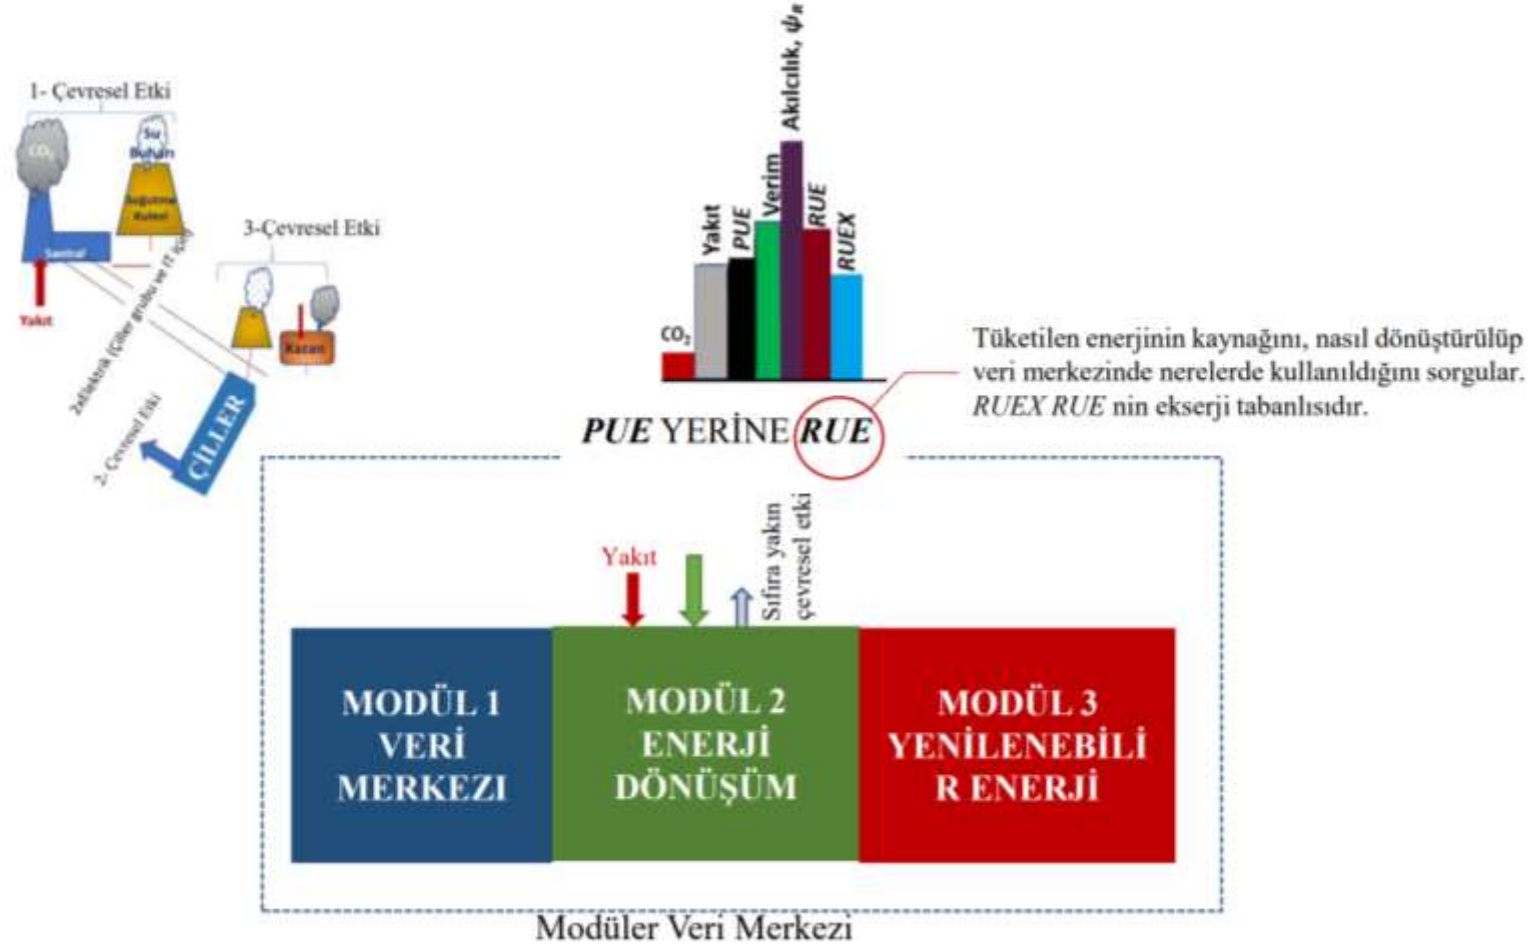 1- Çevresel Etki
CO₂
Su
Buharı
Soğutma
Kulesi
Santral
Yakıt
2xElektrik (Çiller grubu ve IT için)
3-Çevresel Etki
Kazan
ÇİLLER
2- Çevresel Etki
CO₂
Yakıt
PUE
Verim
Akılcılık, ψR
RUE
RUEX
Tüketilen enerjinin kaynağını, nasıl dönüştürülüp
veri merkezinde nerelerde kullanıldığını sorgular.
RUEX RUE nin ekserji tabanlısıdır.
PUE YERİNE RUE
Yakıt
Sıfıra yakın
çevresel etki
MODÜL 1
VERİ
MERKEZI
MODÜL 2
ENERJİ
DÖNÜŞÜM
MODÜL 3
YENİLENEBİLİ
R ENERJİ
Modüler Veri Merkezi